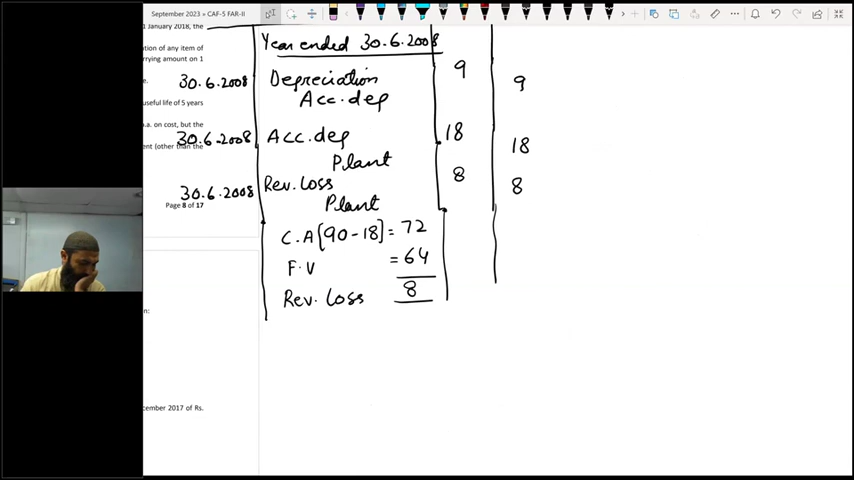 September 2023 » CAF-5 FAR-II
1 January 2018, the
ation of any item of
rrying amount on 1
e.
useful life of 5 years
.a. on cost, but the
ent (other than the
Page 8 of 17
n:
cember 2017 of Rs.
Year ended 30.6.2008
30.6.2008 Depreciation 9
Acc.dep 9
30.6.2008 Acc.dep 18
Plant 18
30.6.2008 Rev.Loss 8
Plant 8
C.A[90-18] = 72
F.V = 64
Rev. Loss 8